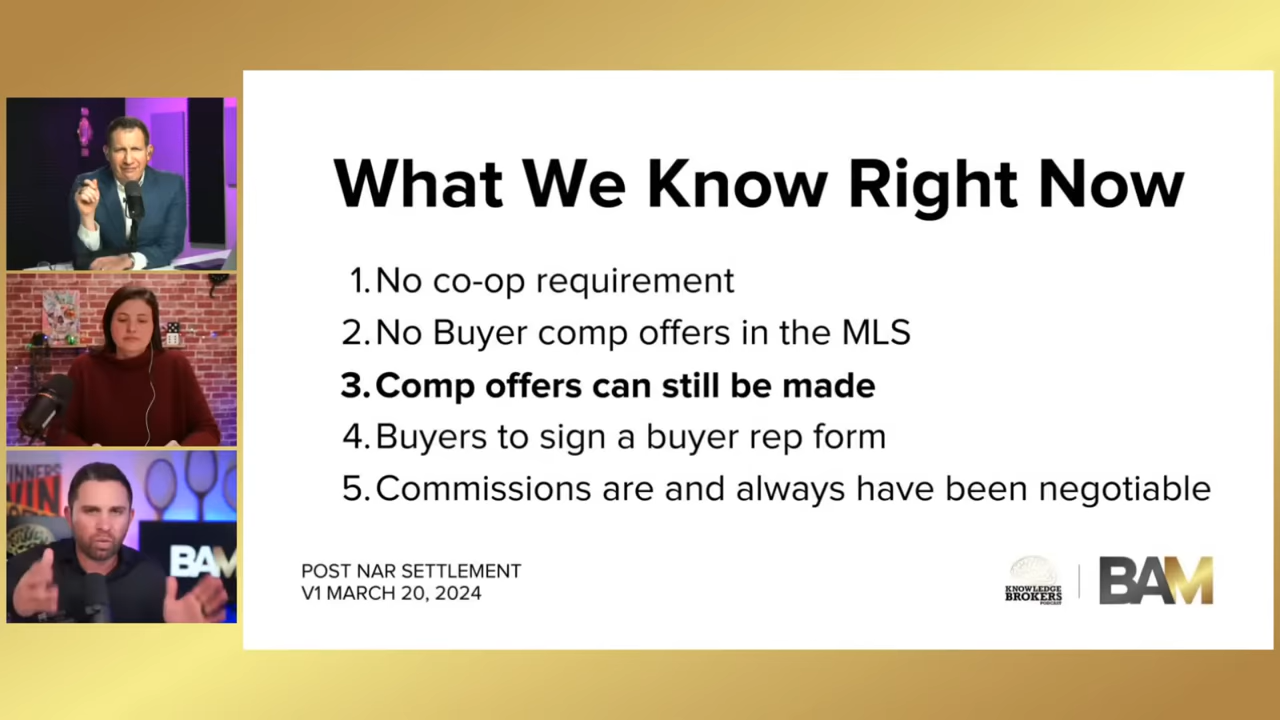 What We Know Right Now
1. No co-op requirement
2. No Buyer comp offers in the MLS
3. Comp offers can still be made
4. Buyers to sign a buyer rep form
5. Commissions are and always have been negotiable
POST NAR SETTLEMENT
V1 MARCH 20, 2024
KNOWLEDGE
BROKERS
PODCAST
BAM
BAM